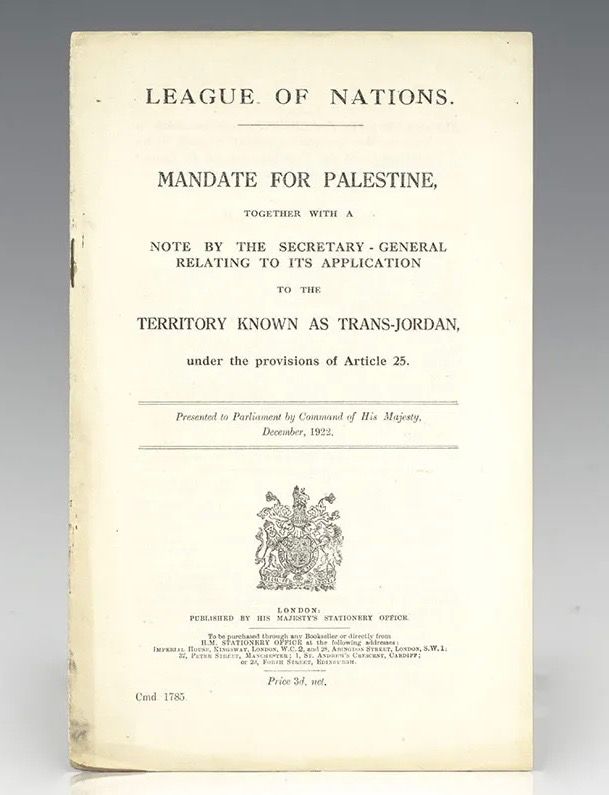 LEAGUE OF NATIONS.
MANDATE FOR PALESTINE,
TOGETHER WITH A
NOTE BY THE SECRETARY - GENERAL
RELATING TO ITS APPLICATION
TO THE
TERRITORY KNOWN AS TRANS-JORDAN,
under the provisions of Article 25.
Presented to Parliament by Command of His Majesty,
December, 1922.
LONDON:
PUBLISHED BY HIS MAJESTY'S STATIONERY OFFICE.
To be purchased through any Bookseller or directly from
H.M. STATIONERY OFFICE at the following addresses:
IMPERIAL HOUSE, KINGSWAY, LONDON, W.C.2, and 28, ABINGDON STREET, LONDON, S.W.1;
37, PETER STREET, MANCHESTER; 1, ST. ANDREW'S CRESCENT, CARDIFF;
or 23, FORTH STREET, EDINBURGH.
Price 3d. net.
Cmd 1785